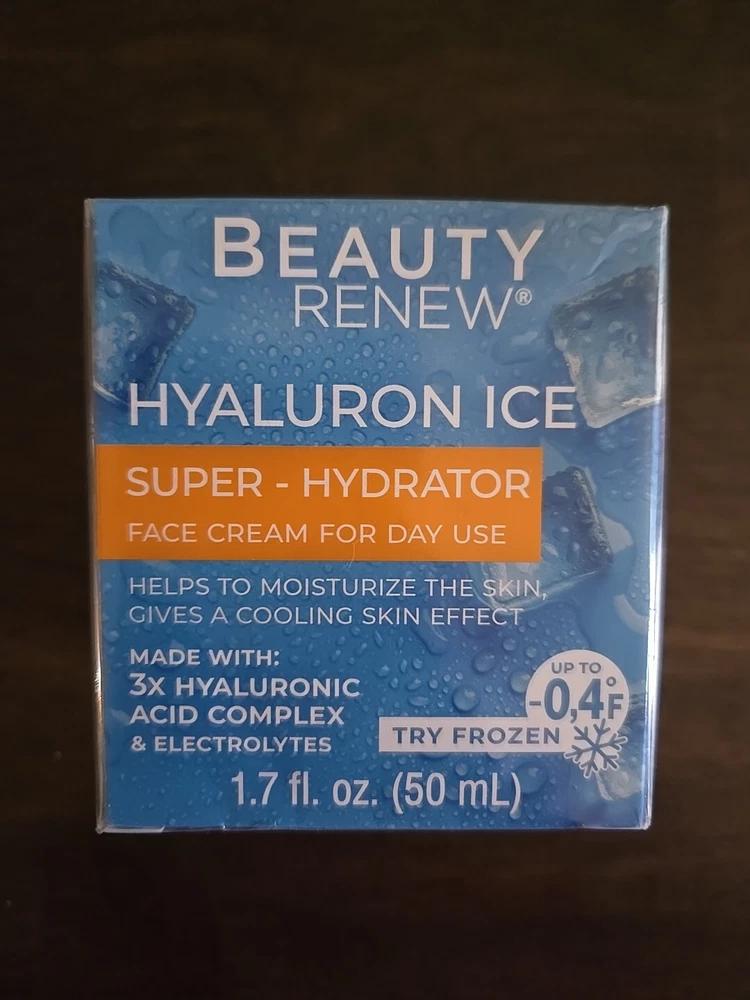 BEAUTY
RENEW®
HYALURON ICE
SUPER - HYDRATOR
FACE CREAM FOR DAY USE
HELPS TO MOISTURIZE THE SKIN,
GIVES A COOLING SKIN EFFECT
MADE WITH:
3X HYALURONIC
ACID COMPLEX
& ELECTROLYTES
UP TO
-0,4°F
TRY FROZEN
1.7 fl. oz. (50 mL)